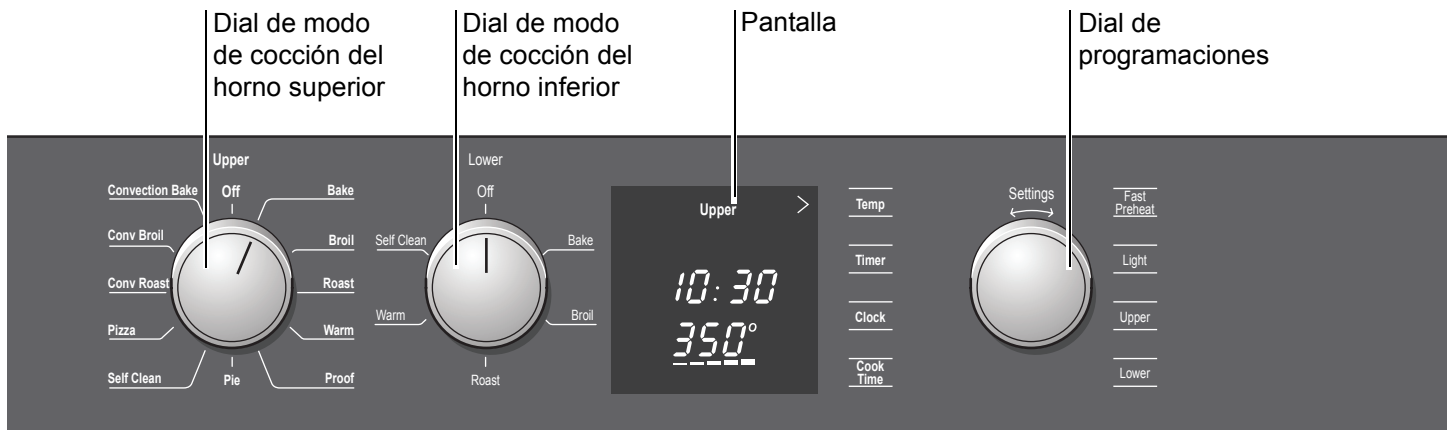 Dial de modo
de cocción del
horno superior
Dial de modo
de cocción del
horno inferior
Pantalla
Dial de
programaciones
Upper
Off
Convection Bake
Conv Broil
Conv Roast
Pizza
Self Clean
Pie
Bake
Broil
Roast
Warm
Proof
Lower
Off
Self Clean
Warm
Roast
Bake
Broil
Upper >
10:30
350°
Temp
Timer
Clock
Cook
Time
Settings
Fast
Preheat
Light
Upper
Lower